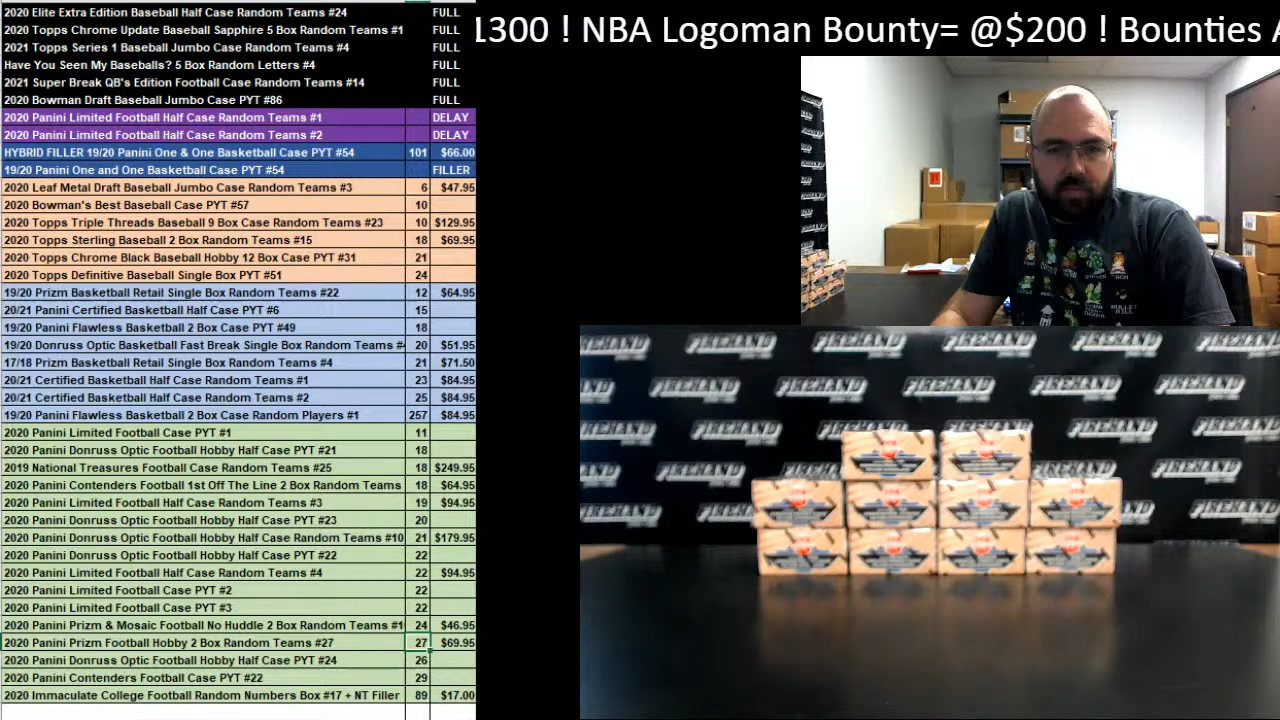 1300 ! NBA Logoman Bounty= @$200 ! Bounties
2020 Elite Extra Edition Baseball Half Case Random Teams #24 FULL
2020 Topps Chrome Update Baseball Sapphire 5 Box Random Teams #1 FULL
2021 Topps Series 1 Baseball Jumbo Case Random Teams #4 FULL
Have You Seen My Baseballs? 5 Box Random Letters #4 FULL
2021 Super Break QB's Edition Football Case Random Teams #14 FULL
2020 Bowman Draft Baseball Jumbo Case PYT #86 FULL
2020 Panini Limited Football Half Case Random Teams #1 DELAY
2020 Panini Limited Football Half Case Random Teams #2 DELAY
HYBRID FILLER 19/20 Panini One & One Basketball Case PYT #54 101 $66.00
19/20 Panini One and One Basketball Case PYT #54 FILLER
2020 Leaf Metal Draft Baseball Jumbo Case Random Teams #3 6 $47.95
2020 Bowman's Best Baseball Case PYT #57 10
2020 Topps Triple Threads Baseball 9 Box Case Random Teams #23 10 $129.95
2020 Topps Sterling Baseball 2 Box Random Teams #15 18 $69.95
2020 Topps Chrome Black Baseball Hobby 12 Box Case PYT #31 21
2020 Topps Definitive Baseball Single Box PYT #51 24
19/20 Prizm Basketball Retail Single Box Random Teams #22 12 $64.95
20/21 Panini Certified Basketball Half Case PYT #6 15
19/20 Panini Flawless Basketball 2 Box Case PYT #49 18
19/20 Donruss Optic Basketball Fast Break Single Box Random Teams # 20 $51.95
17/18 Prizm Basketball Retail Single Box Random Teams #4 21 $71.50
20/21 Certified Basketball Half Case Random Teams #1 23 $84.95
20/21 Certified Basketball Half Case Random Teams #2 25 $84.95
19/20 Panini Flawless Basketball 2 Box Case Random Players #1 257 $84.95
2020 Panini Limited Football Case PYT #1 11
2020 Panini Donruss Optic Football Hobby Half Case PYT #21 18
2019 National Treasures Football Case Random Teams #25 18 $249.95
2020 Panini Contenders Football 1st Off The Line 2 Box Random Teams 18 $64.95
2020 Panini Limited Football Half Case Random Teams #3 19 $94.95
2020 Panini Donruss Optic Football Hobby Half Case PYT #23 20
2020 Panini Donruss Optic Football Hobby Half Case Random Teams #10 21 $179.95
2020 Panini Donruss Optic Football Hobby Half Case PYT #22 22
2020 Panini Limited Football Half Case Random Teams #4 22 $94.95
2020 Panini Limited Football Case PYT #2 22
2020 Panini Limited Football Case PYT #3 22
2020 Panini Prizm & Mosaic Football No Huddle 2 Box Random Teams #1 24 $46.95
2020 Panini Prizm Football Hobby 2 Box Random Teams #27 27 $69.95
2020 Panini Donruss Optic Football Hobby Half Case PYT #24 26
2020 Panini Contenders Football Case PYT #22 29
2020 Immaculate College Football Random Numbers Box #17 + NT Filler 89 $17.00
FIREHAND